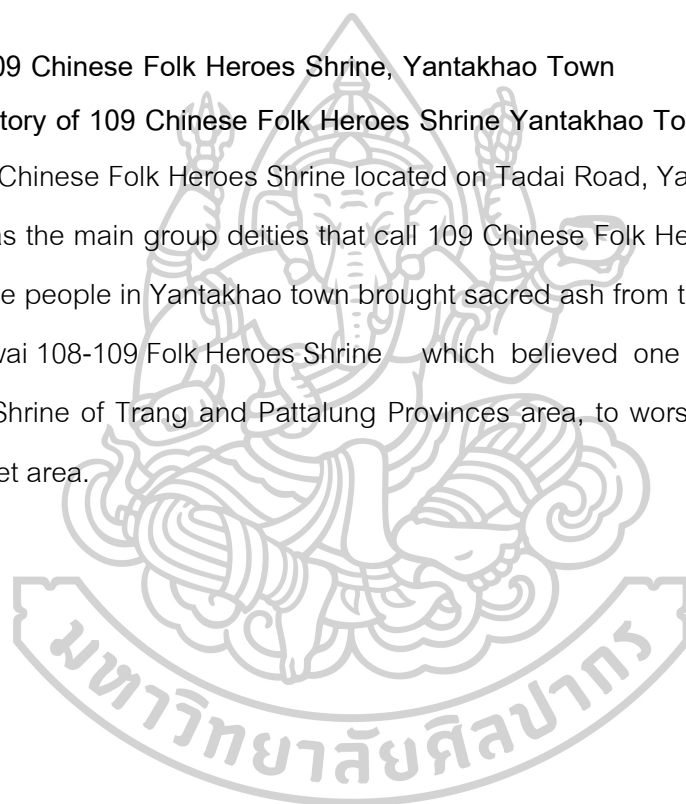 09 Chinese Folk Heroes Shrine, Yantakhao Town
tory of 109 Chinese Folk Heroes Shrine Yantakhao To
Chinese Folk Heroes Shrine located on Tadai Road, Ya
as the main group deities that call 109 Chinese Folk He
e people in Yantakhao town brought sacred ash from t
wai 108-109 Folk Heroes Shrine which believed one
Shrine of Trang and Pattalung Provinces area, to wors
et area.
มหาวิทยาลัยศิลปากร